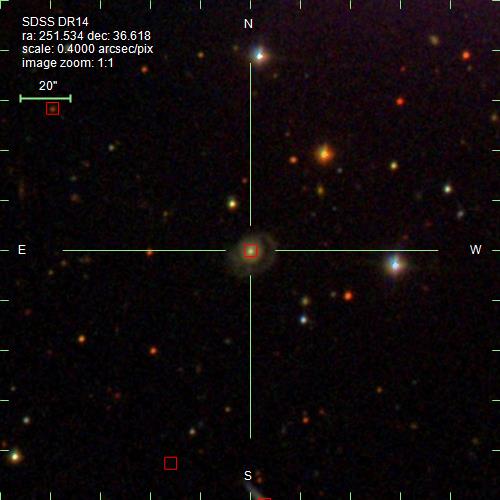 SDSS DR14
ra: 251.534 dec: 36.618
scale: 0.4000 arcsec/pix
image zoom: 1:1
20"
N
E
W
S